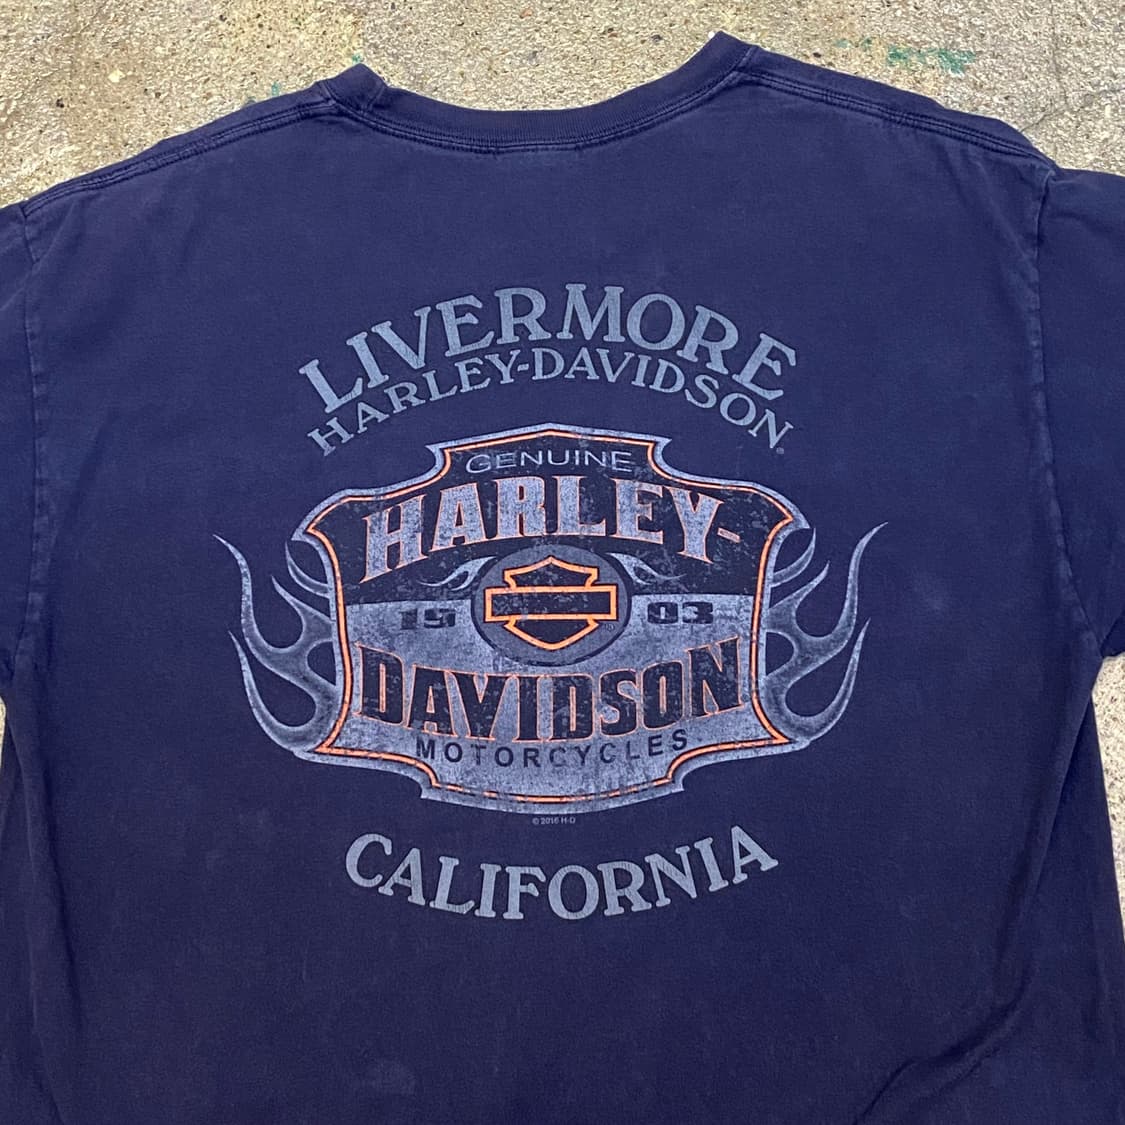 LIVERMORE
HARLEY-DAVIDSON®
GENUINE
HARLEY-
19 03
DAVIDSON
MOTORCYCLES
© 2016 H-D
CALIFORNIA